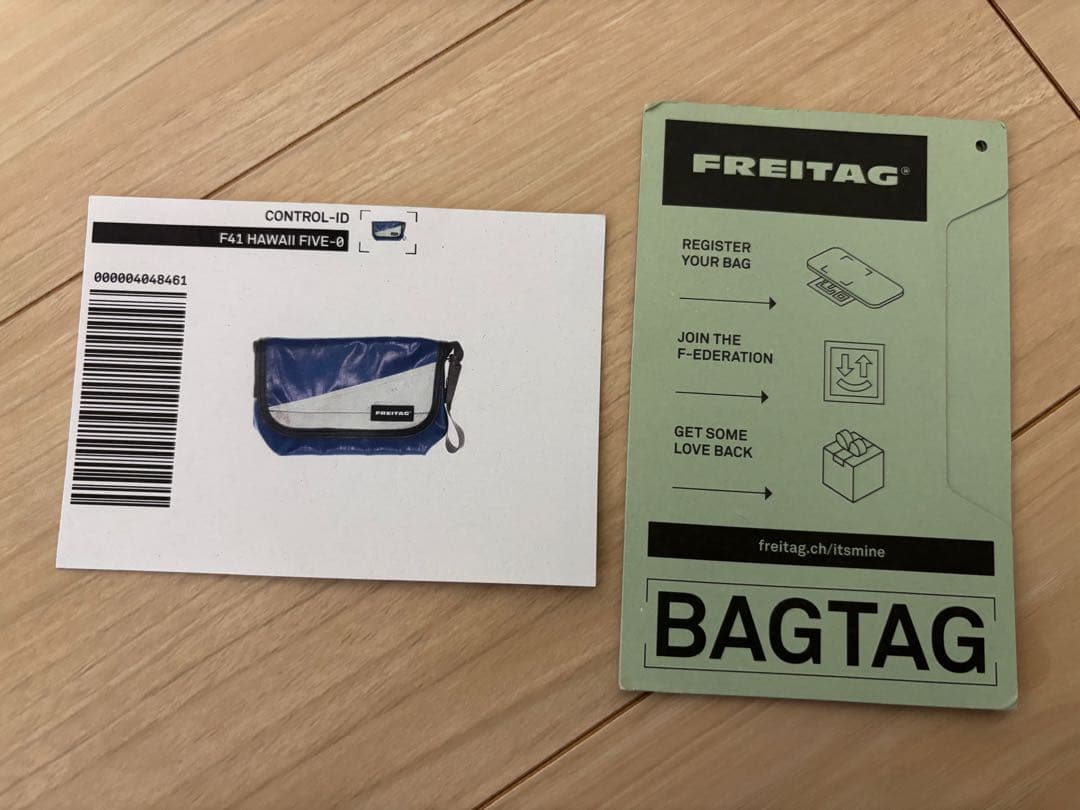 CONTROL-ID
F41 HAWAII FIVE-0
000004048461
FREITAG
FREITAG®
REGISTER
YOUR BAG
JOIN THE
F-EDERATION
GET SOME
LOVE BACK
freitag.ch/itsmine
BAGTAG